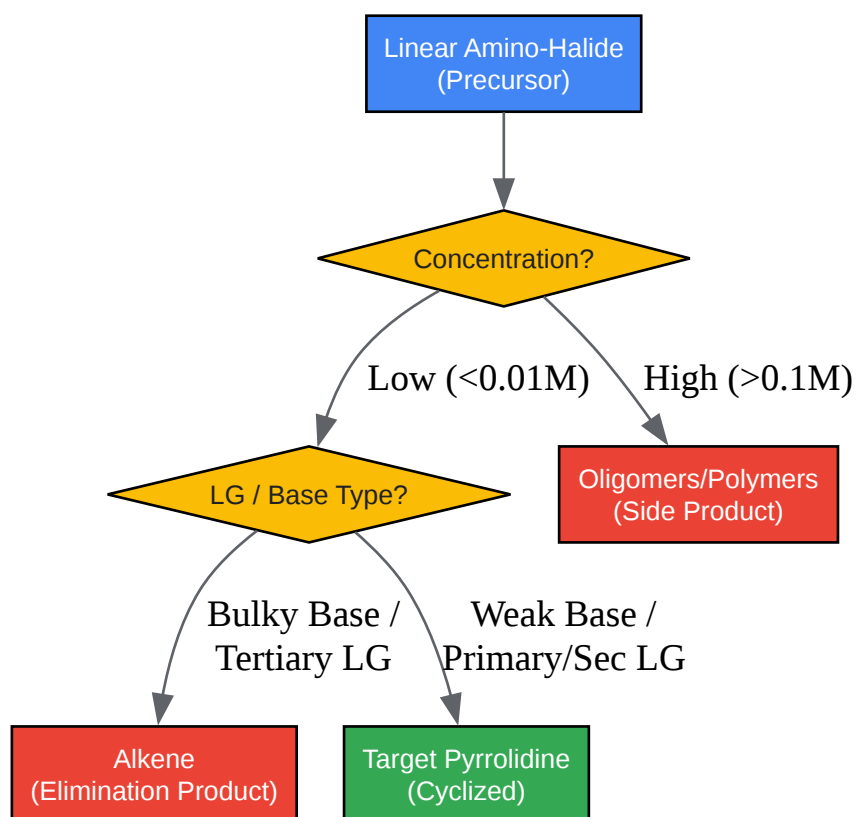 Linear Amino-Halide
(Precursor)
Concentration?
Low (<0.01M)
High (>0.1M)
LG / Base Type?
Oligomers/Polymers
(Side Product)
Bulky Base /
Tertiary LG
Weak Base /
Primary/Sec LG
Alkene
(Elimination Product)
Target Pyrrolidine
(Cyclized)